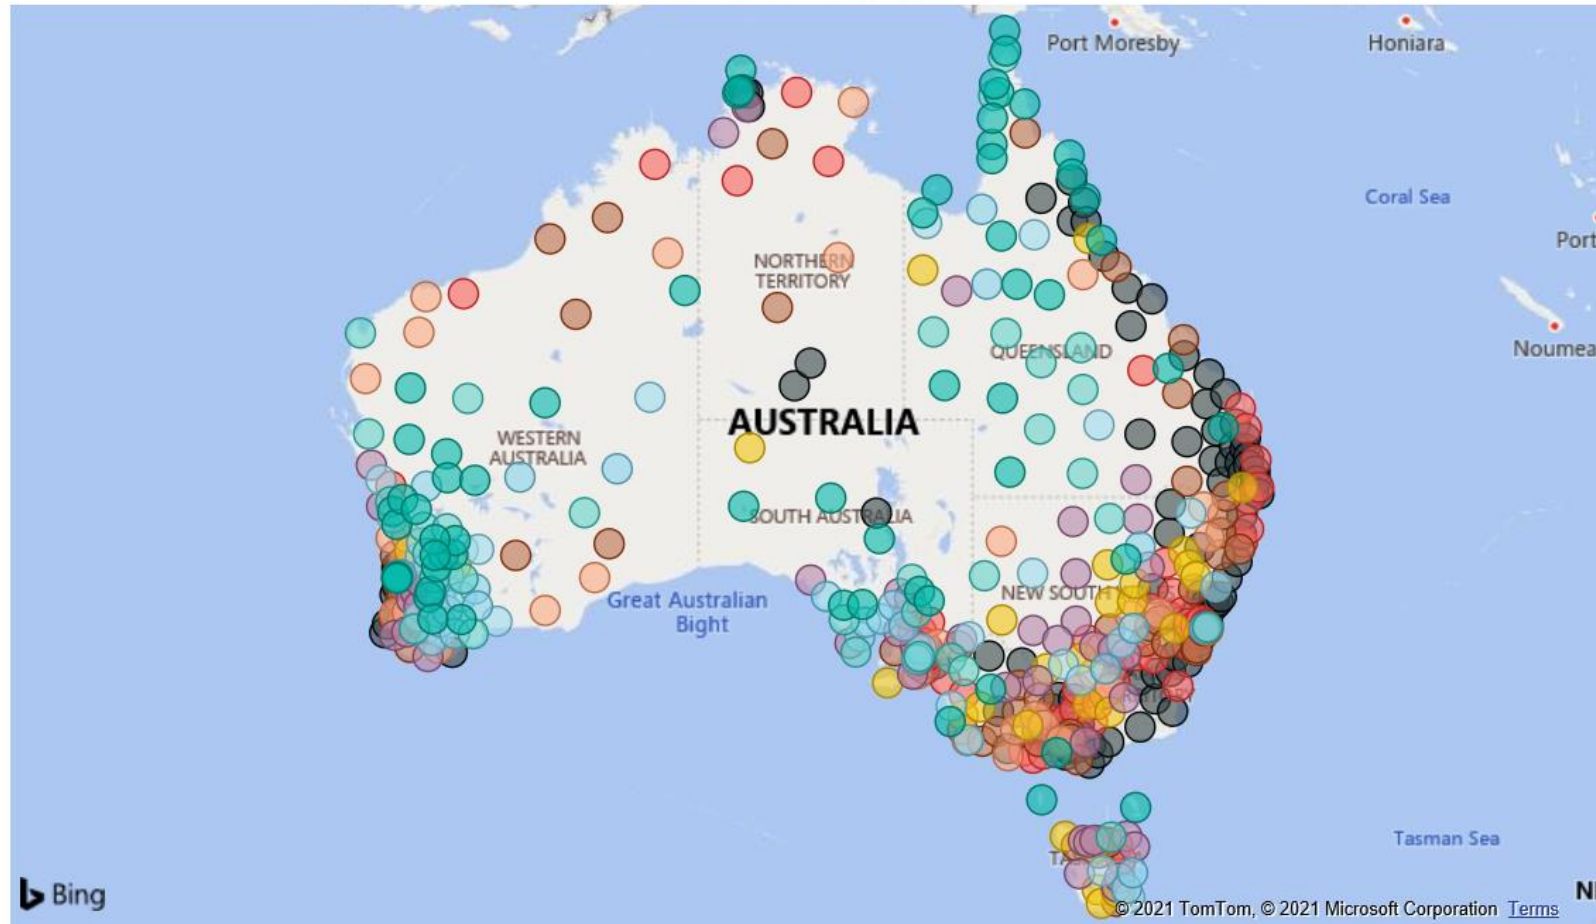 Port Moresby
Honiara
Coral Sea
Port
NORTHERN
TERRITORY
Noumea
QUEENSLAND
AUSTRALIA
WESTERN
AUSTRALIA
SOUTH AUSTRALIA
Great Australian
Bight
NEW SOUTH
Tasman Sea
Bing
© 2021 TomTom, © 2021 Microsoft Corporation Terms